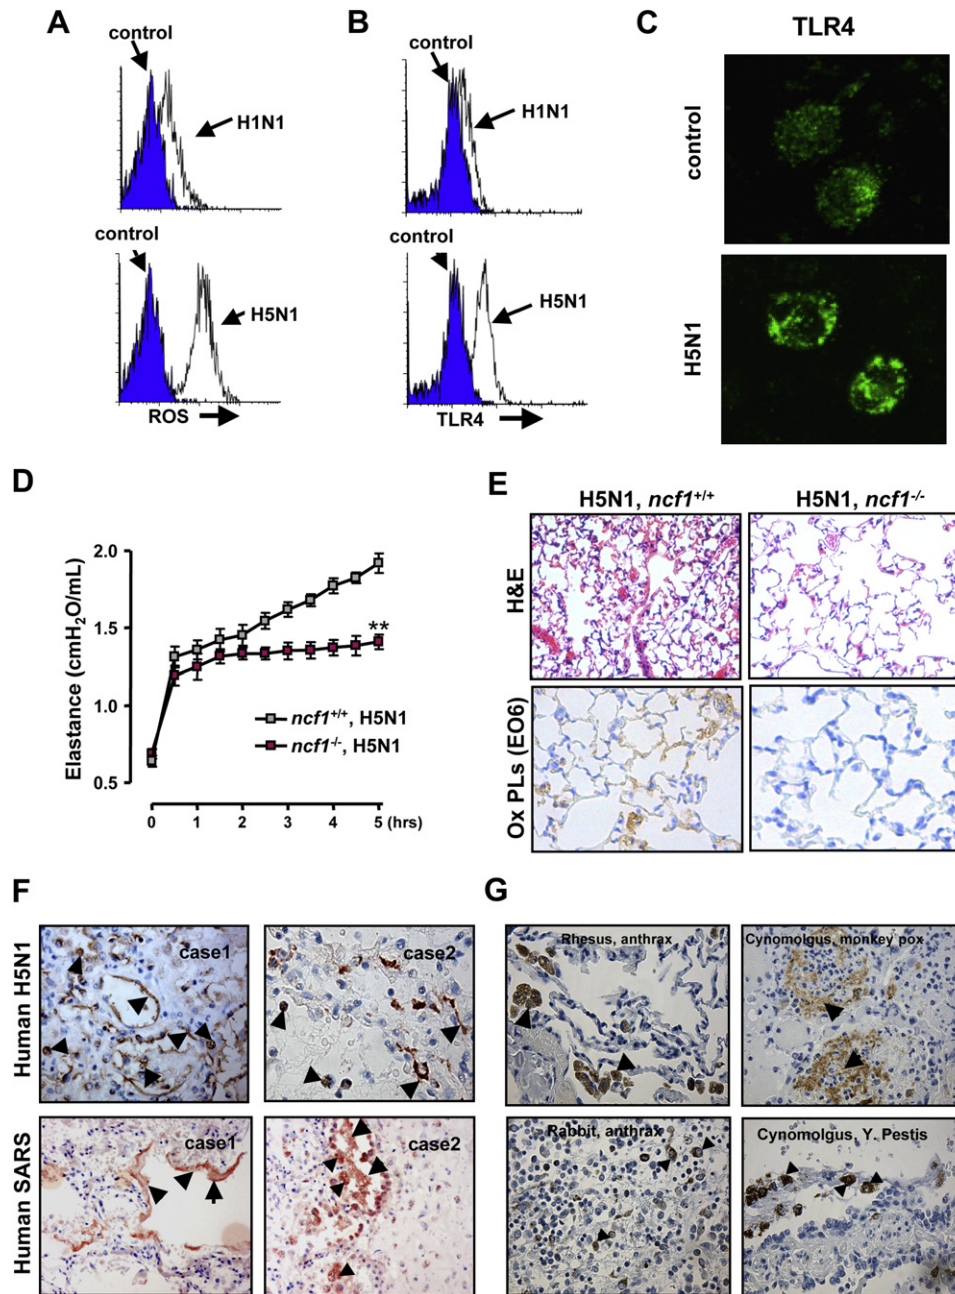 A
control
H1N1
control
H5N1
ROS
B
control
H1N1
control
H5N1
TLR4
C
TLR4
control
H5N1
D
Elastance (cmH2O/mL)
2.0
1.5
1.0
0.5
**
ncf1+/+, H5N1
ncf1-/-, H5N1
0 1 2 3 4 5 (hrs)
E
H5N1, ncf1+/+
H5N1, ncf1-/-
H&E
Ox PLs (EO6)
F
Human H5N1
case1
case2
Human SARS
case1
case2
G
Rhesus, anthrax
Cynomolgus, monkey pox
Rabbit, anthrax
Cynomolgus, Y. Pestis